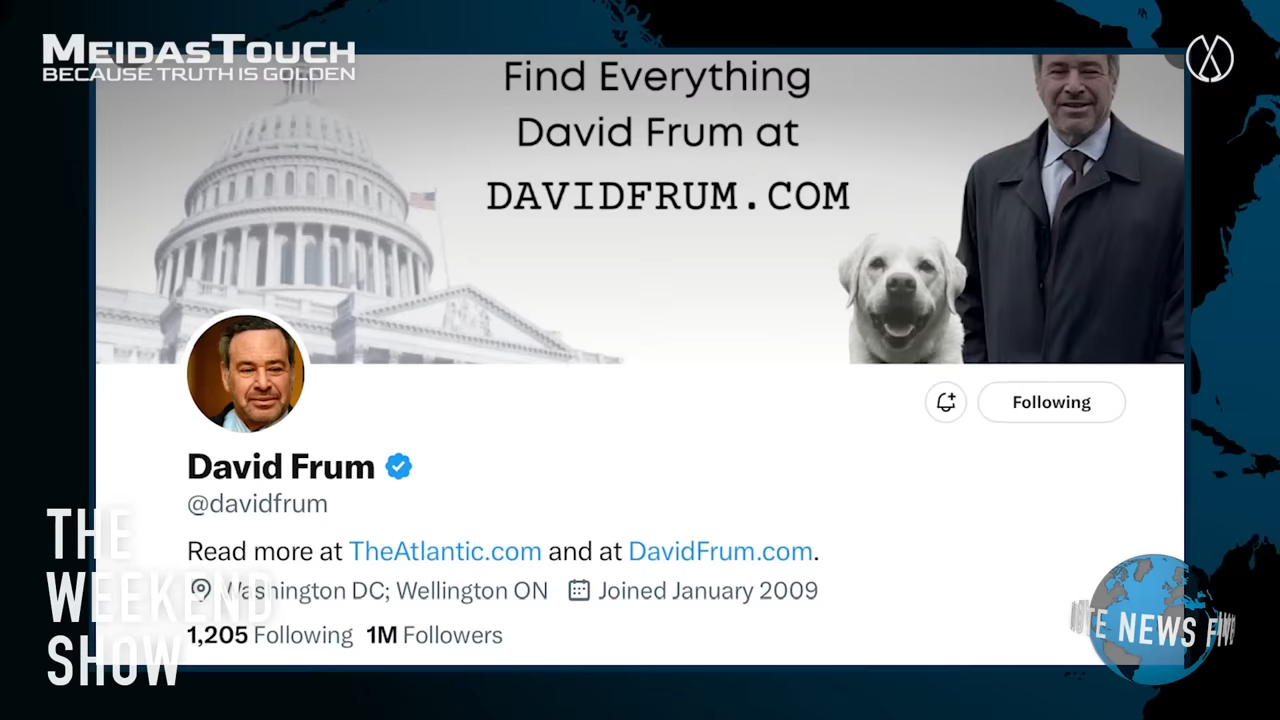 MEIDASTOUCH
BECAUSE TRUTH IS GOLDEN
Find Everything
David Frum at
DAVIDFRUM.COM
Following
David Frum
@davidfrum
Read more at TheAtlantic.com and at DavidFrum.com.
Washington DC; Wellington ON Joined January 2009
1,205 Following 1M Followers
THE
WEEKEND
SHOW
NEWS